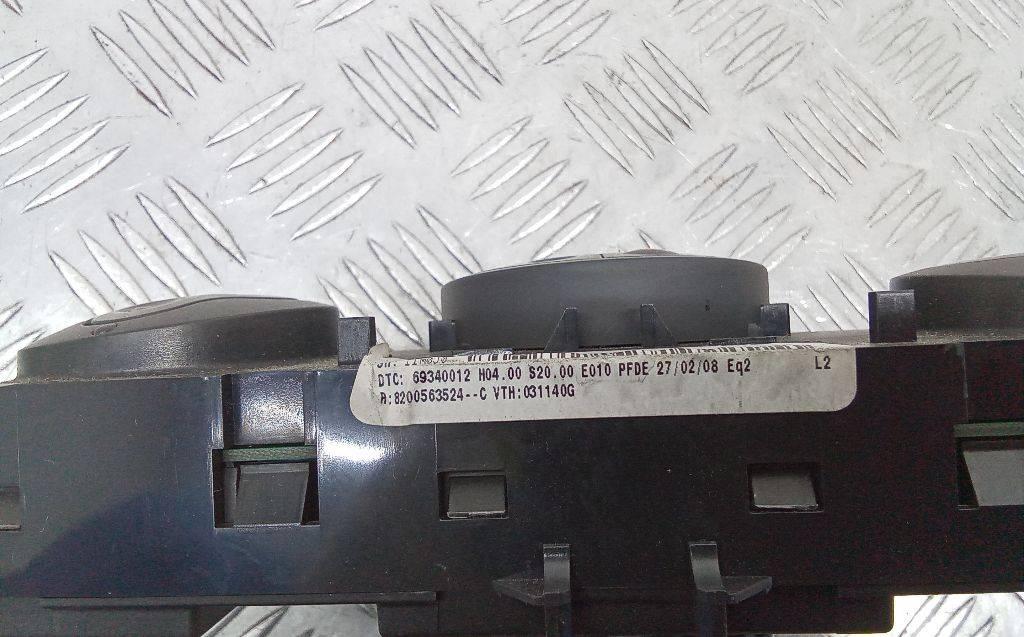 DTC: 69340012 H04.00 S20.00 E010 PFDE 27/02/08 Eq2 L2
R:8200563524--C VTH:031140G